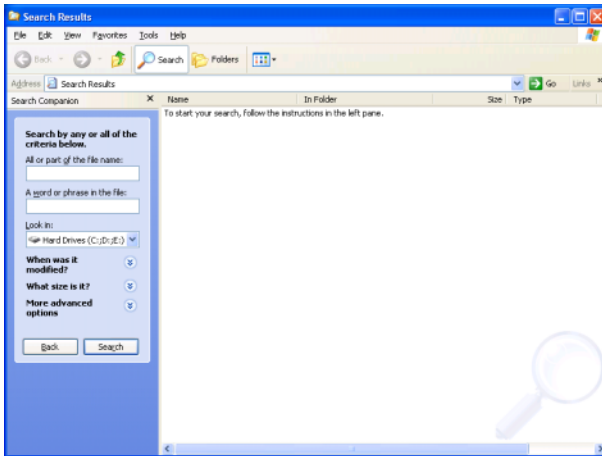 Search Results
File Edit View Favorites Tools Help
Back Search Folders
Address Search Results Go Links
Search Companion Name In Folder Size Type
To start your search, follow the instructions in the left pane.
Search by any or all of the
criteria below.
All or part of the file name:
A word or phrase in the file:
Look in:
Hard Drives (C:;D:;E:)
When was it
modified?
What size is it?
More advanced
options
Back Search